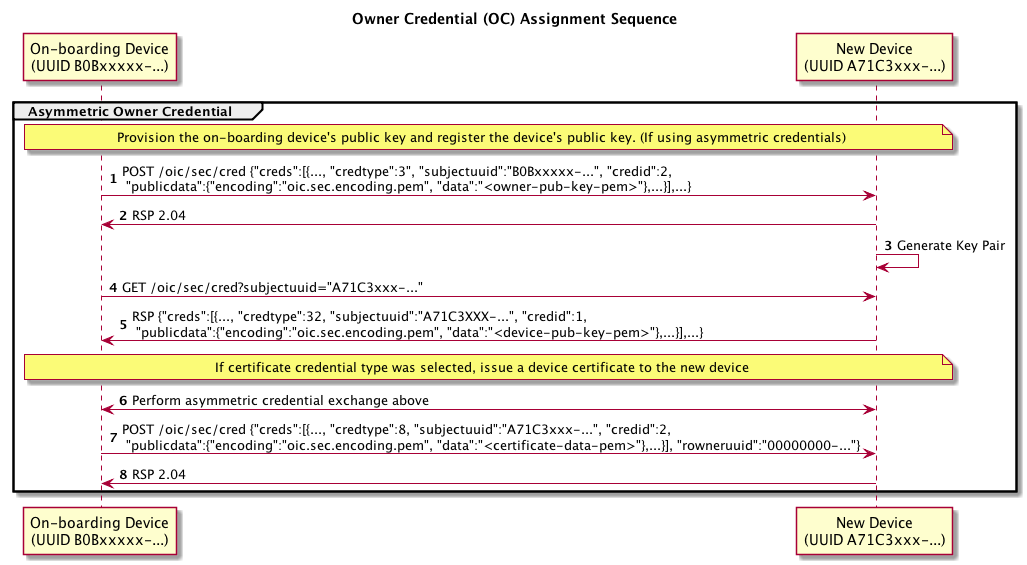 Owner Credential (OC) Assignment Sequence
On-boarding Device
(UUID B0Bxxxxx-...)
New Device
(UUID A71C3xxx-...)
Asymmetric Owner Credential
Provision the on-boarding device's public key and register the device's public key. (If using asymmetric credentials)
1 POST /oic/sec/cred {"creds":[{..., "credtype":3", "subjectuuid":"B0Bxxxxx-...", "credid":2,
"publicdata":{"encoding":"oic.sec.encoding.pem", "data":"<owner-pub-key-pem>"},...}],...}
2 RSP 2.04
3 Generate Key Pair
4 GET /oic/sec/cred?subjectuuid="A71C3xxx-..."
5 RSP {"creds":[{..., "credtype":32, "subjectuuid":"A71C3XXX-...", "credid":1,
"publicdata":{"encoding":"oic.sec.encoding.pem", "data":"<device-pub-key-pem>"},...}],...}
If certificate credential type was selected, issue a device certificate to the new device
6 Perform asymmetric credential exchange above
7 POST /oic/sec/cred {"creds":[{..., "credtype":8, "subjectuuid":"A71C3xxx-...", "credid":2,
"publicdata":{"encoding":"oic.sec.encoding.pem", "data":"<certificate-data-pem>"},...}], "rowneruuid":"00000000-..."}
8 RSP 2.04
On-boarding Device
(UUID B0Bxxxxx-...)
New Device
(UUID A71C3xxx-...)